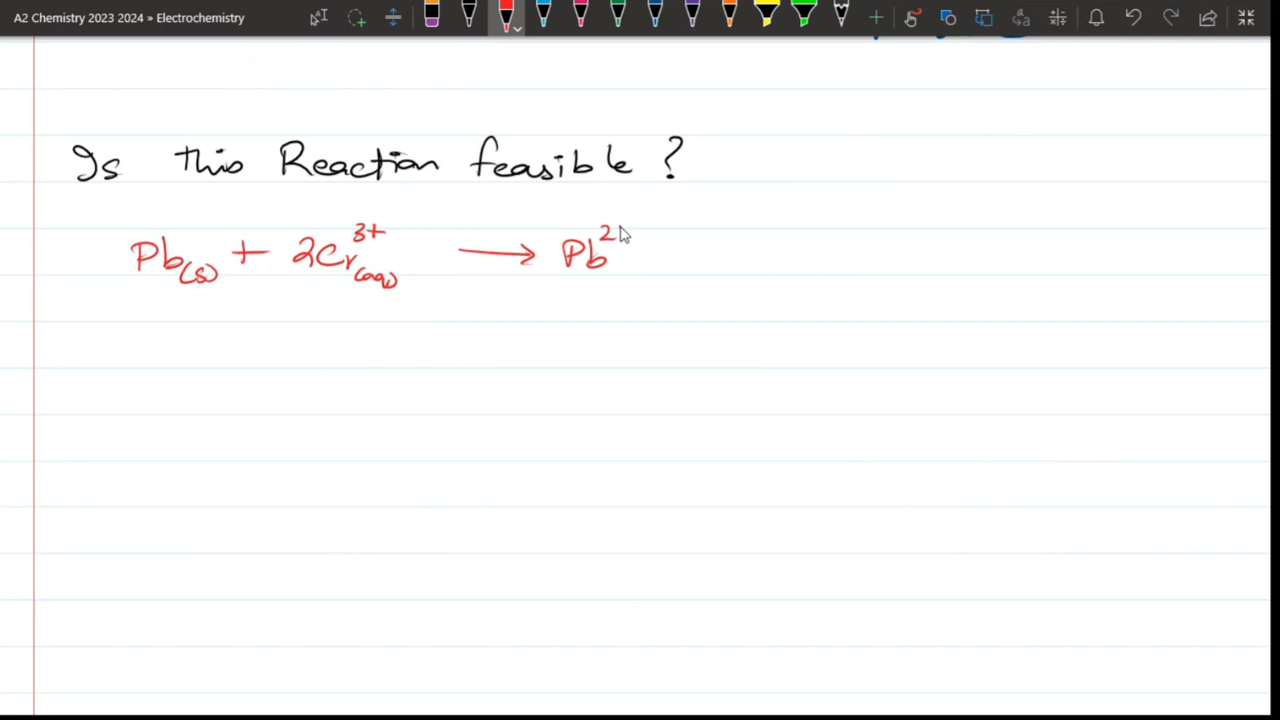 A2 Chemistry 2023 2024 » Electrochemistry
Is this Reaction feasible ?
Pb(s) + 2Cr³⁺(aq) → Pb²